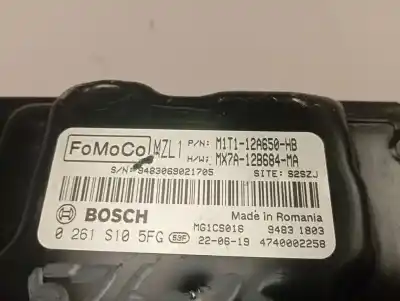 FoMoCo MZL1 P/N: M1T1-12A650-HB
H/W: MX7A-12B684-MA
S/N: 9483069021705 SITE: S2SZJ
BOSCH Made in Romania
MG1CS016 9483 1803
0 261 S10 5FG S3F 22-06-19 4740002258